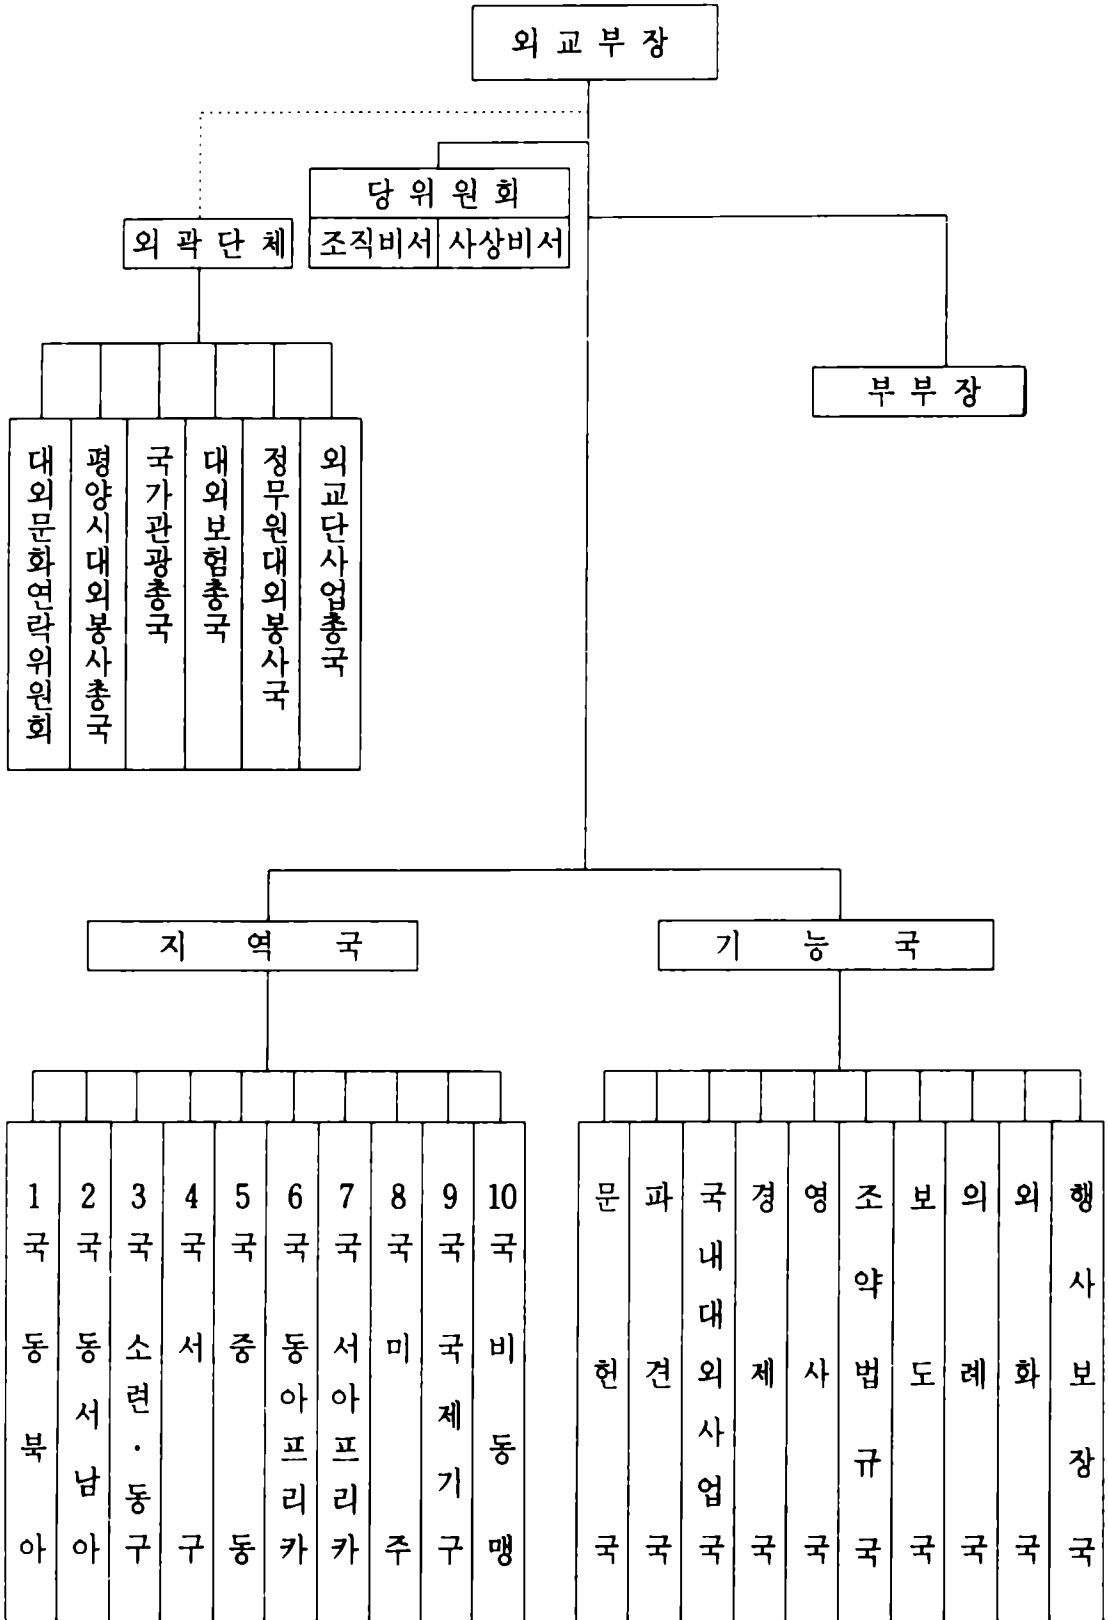 외교부장
당위원회
조직비서 사상비서
외곽단체
부부장
대외문화연락위원회
평양시대외봉사총국
국가관광총국
대외보험총국
정무원대외봉사국
외교단사업총국
지역국
기능국
1국 동북아
2국 동서남아
3국 소련·동구
4국 서구
5국 중동
6국 동아프리카
7국 서아프리카
8국 미주
9국 국제기구
10국 비동맹
문헌국
파견국
국내대외사업국
경제국
영사국
조약법규국
보도국
의례국
외화국
행사보장국